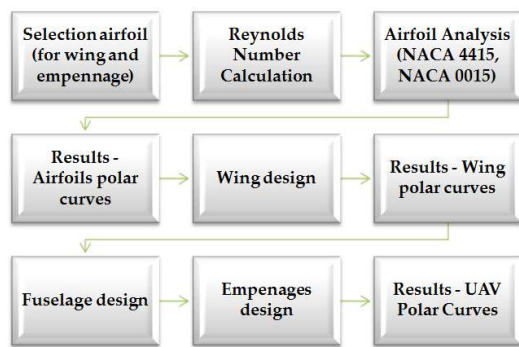 Selection airfoil
(for wing and
empennage)
Reynolds
Number
Calculation
Airfoil Analysis
(NACA 4415,
NACA 0015)
Results -
Airfoils polar
curves
Wing design
Results - Wing
polar curves
Fuselage design
Empenages
design
Results - UAV
Polar Curves